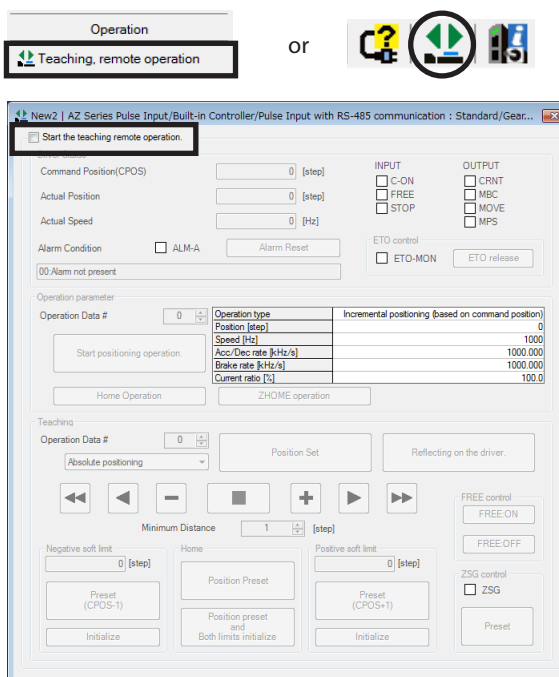 Operation
Teaching, remote operation
or
New2 | AZ Series Pulse Input/Built-in Controller/Pulse Input with RS-485 communication : Standard/Gear...
Start the teaching remote operation.
Command Position(CPOS) 0 [step]
Actual Position 0 [step]
Actual Speed 0 [Hz]
INPUT
C-ON
FREE
STOP
OUTPUT
CRNT
MBC
MOVE
MPS
Alarm Condition ALM-A Alarm Reset
00:Alarm not present
ETO control
ETO-MON ETO release
Operation parameter
Operation Data # 0
Start positioning operation.
Operation type Incremental positioning (based on command position)
Position [step] 0
Speed [Hz] 1000
Acc/Dec rate [kHz/s] 1000.000
Brake rate [kHz/s] 1000.000
Current ratio [%] 100.0
Home Operation ZHOME operation
Teaching
Operation Data # 0
Absolute positioning
Position Set
Reflecting on the driver.
Minimum Distance 1 [step]
FREE control
FREE:ON
FREE:OFF
Negative soft limit
0 [step]
Preset
(CPOS-1)
Initialize
Home
Position Preset
Position preset
and
Both limits initialize
Positive soft limit
0 [step]
Preset
(CPOS+1)
Initialize
ZSG control
ZSG
Preset